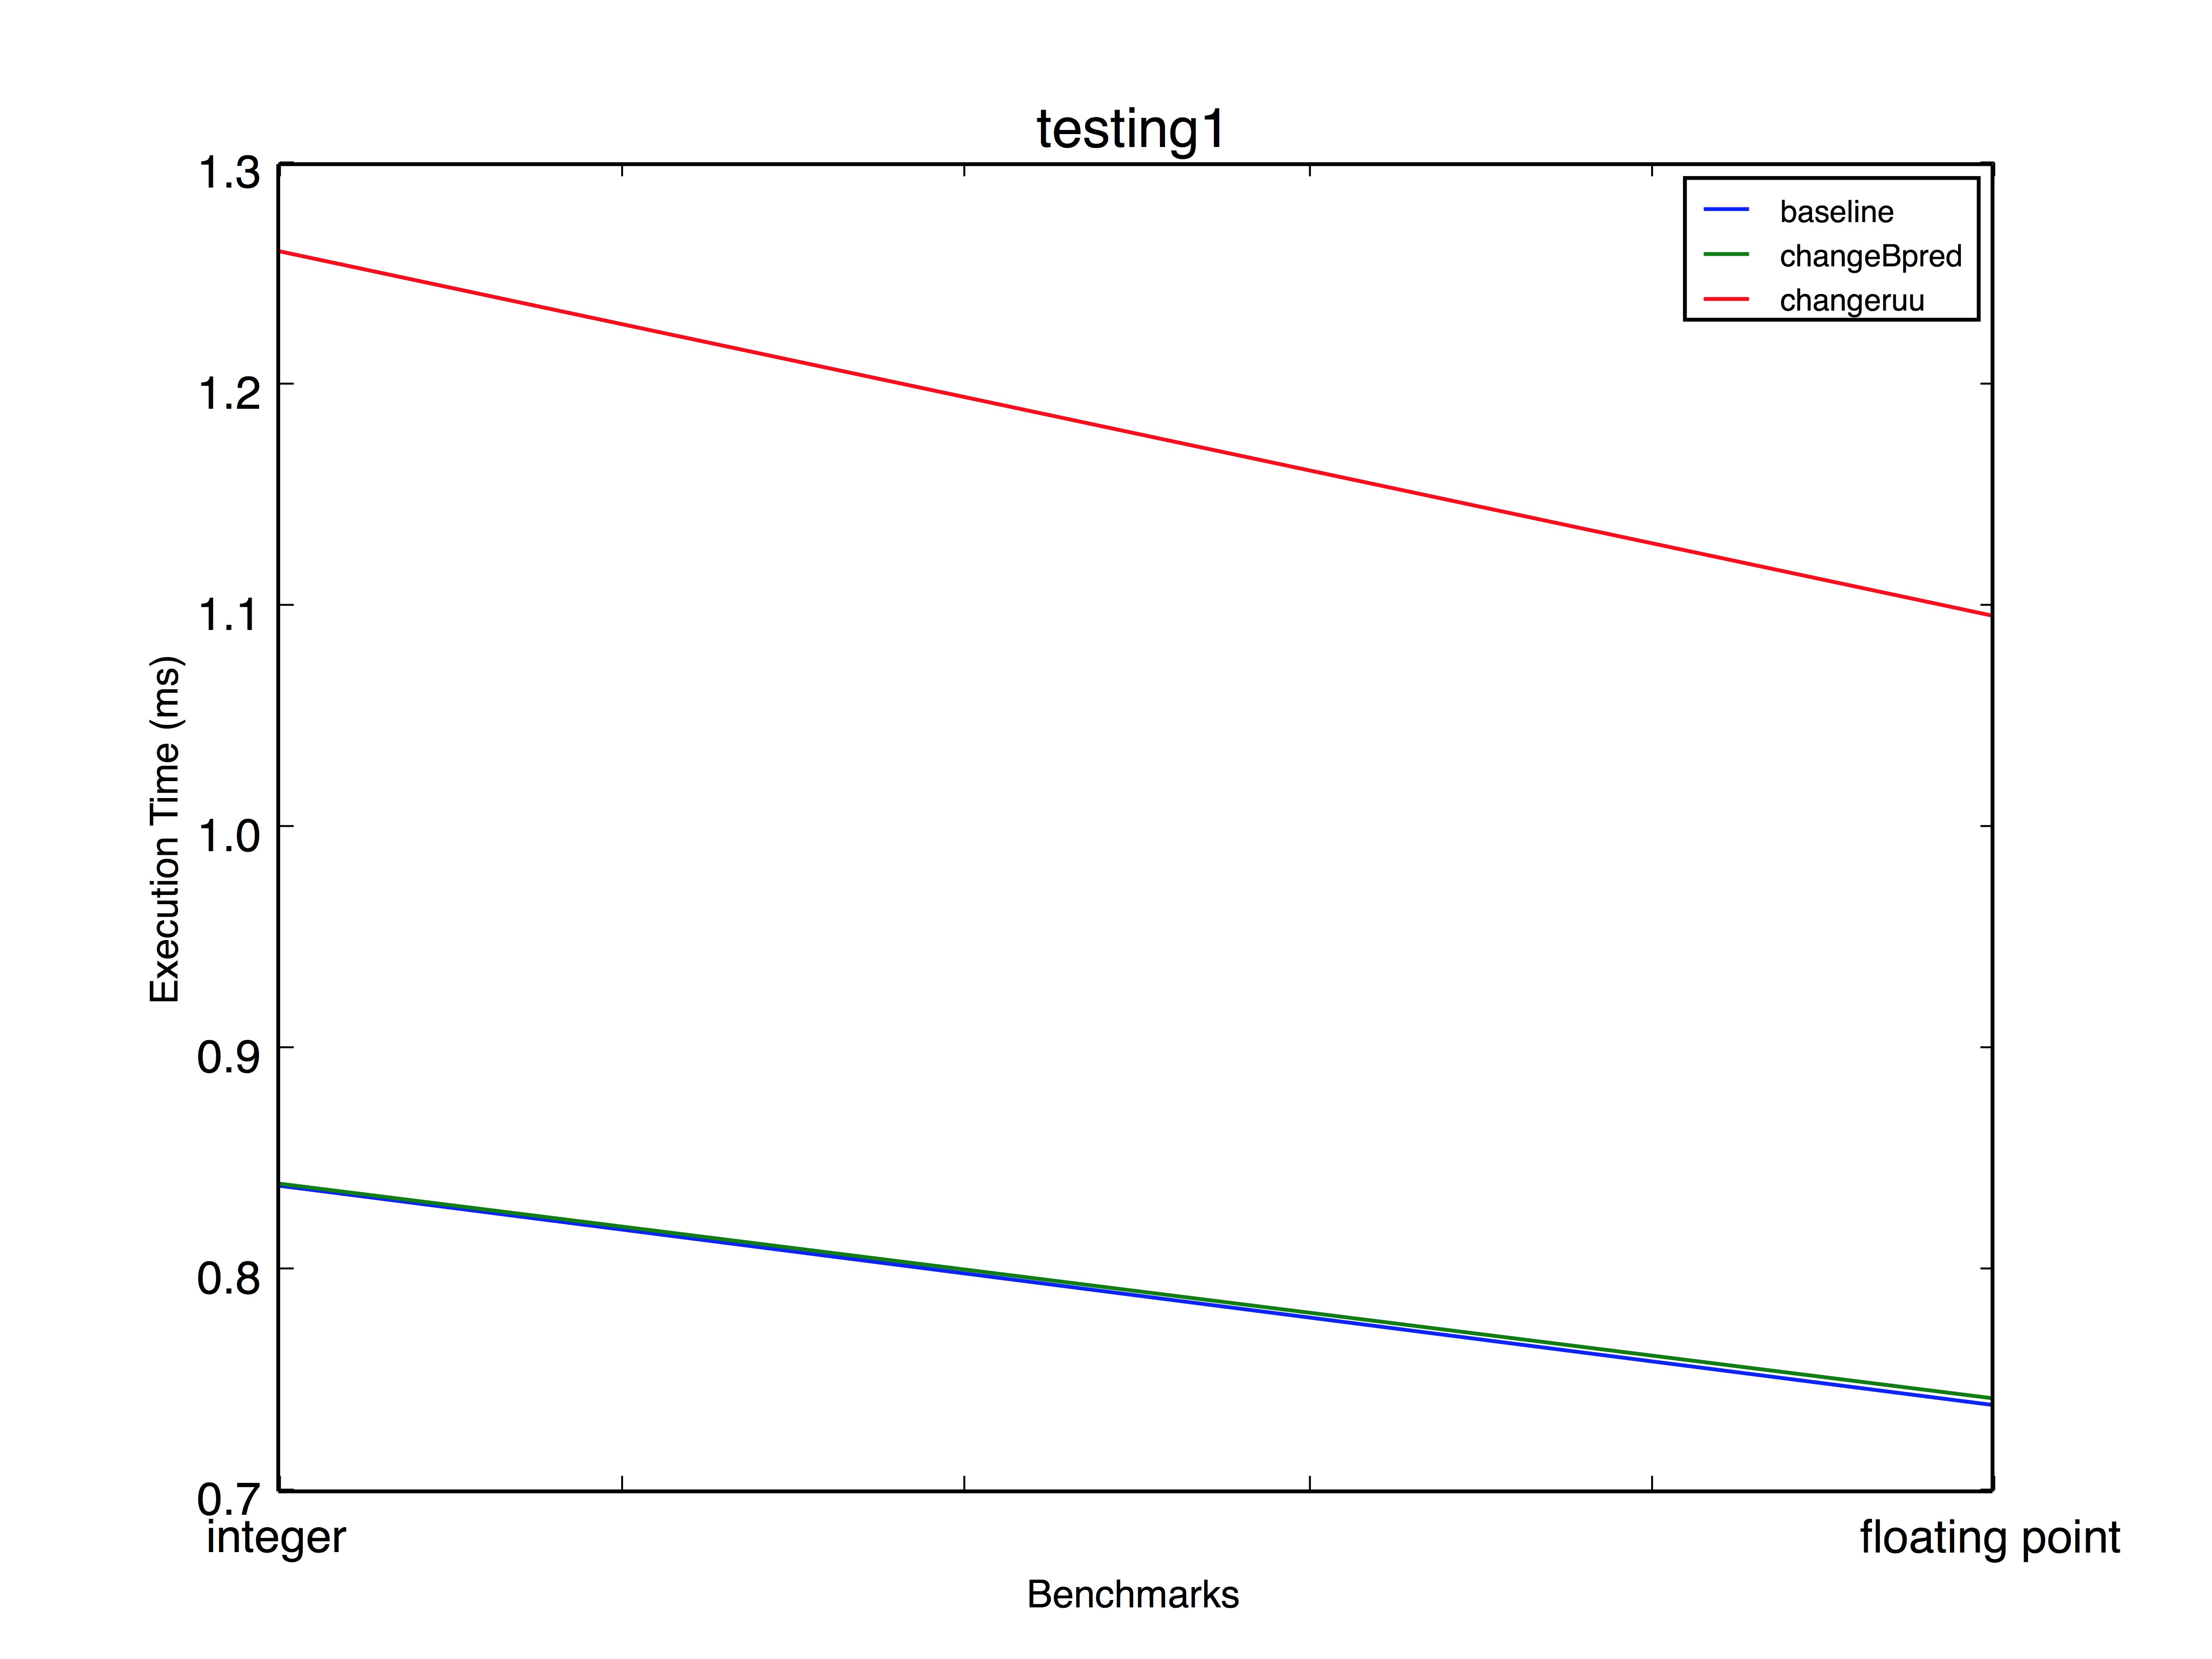 testing1
1.3
1.2
1.1
1.0
0.9
0.8
0.7
Execution Time (ms)
baseline
changeBpred
changeruu
integer
floating point
Benchmarks